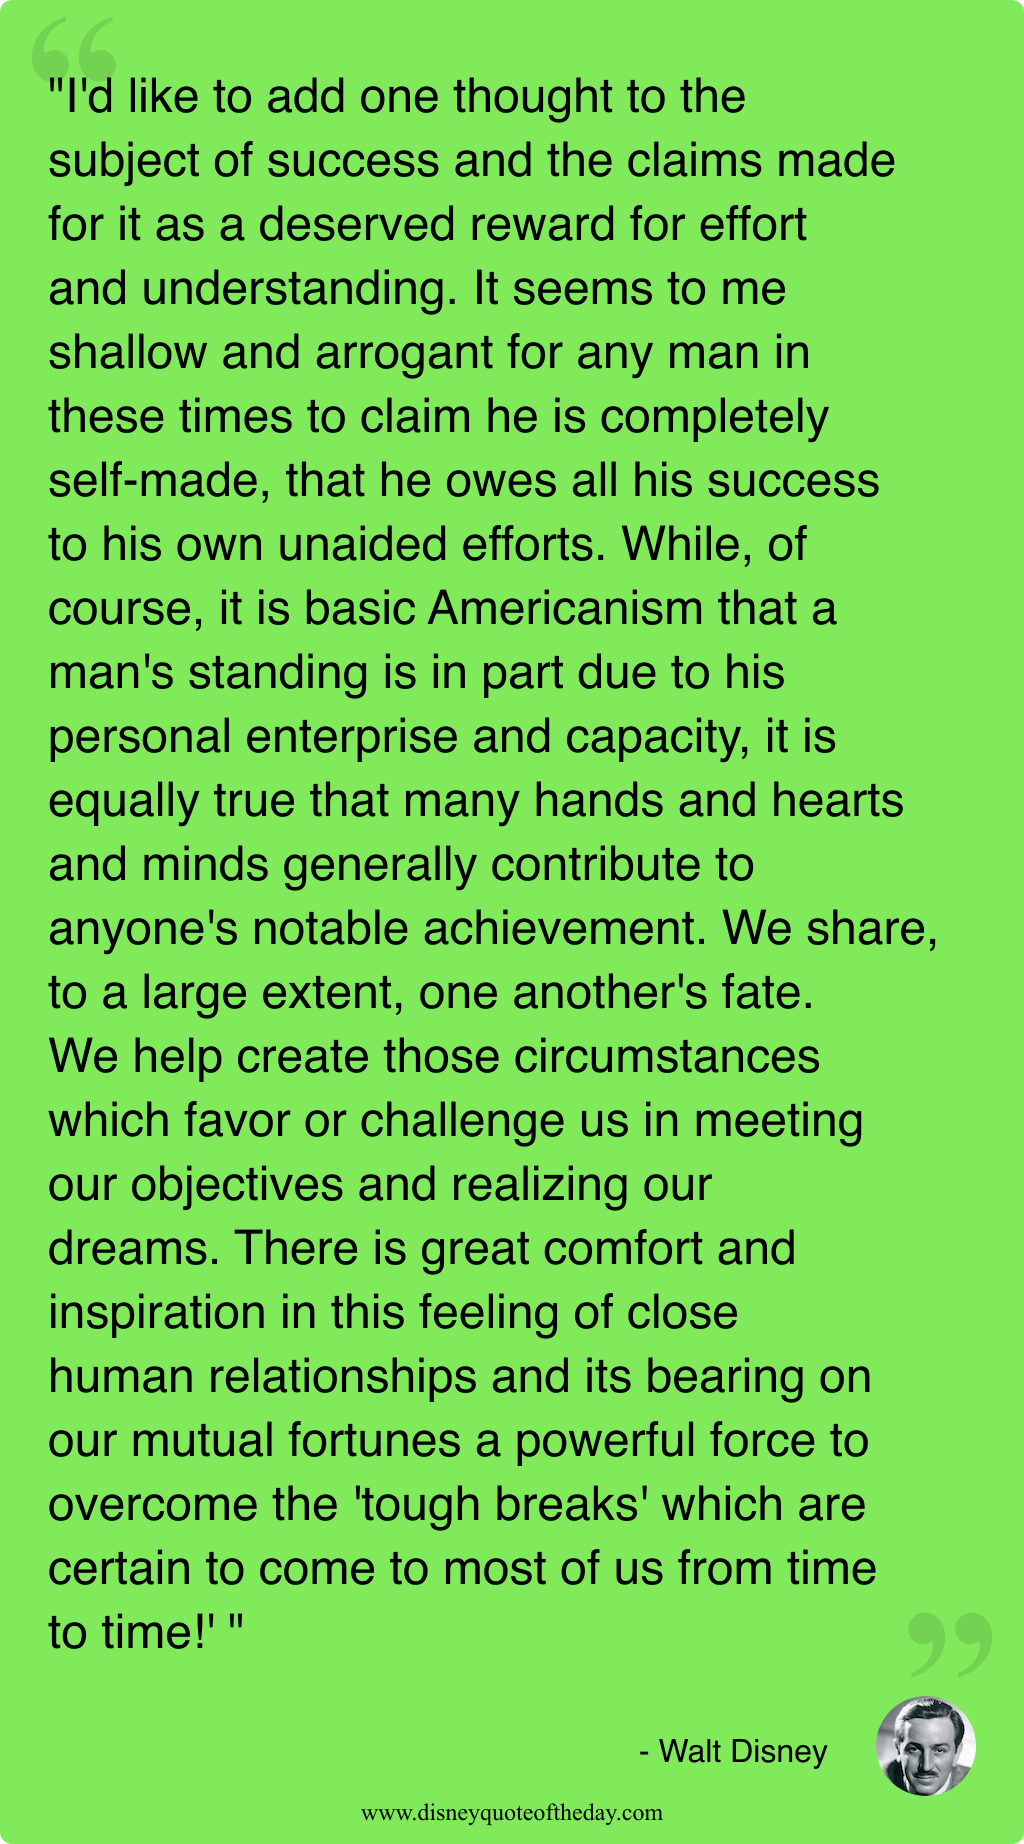 "I'd like to add one thought to the
subject of success and the claims made
for it as a deserved reward for effort
and understanding. It seems to me
shallow and arrogant for any man in
these times to claim he is completely
self-made, that he owes all his success
to his own unaided efforts. While, of
course, it is basic Americanism that a
man's standing is in part due to his
personal enterprise and capacity, it is
equally true that many hands and hearts
and minds generally contribute to
anyone's notable achievement. We share,
to a large extent, one another's fate.
We help create those circumstances
which favor or challenge us in meeting
our objectives and realizing our
dreams. There is great comfort and
inspiration in this feeling of close
human relationships and its bearing on
our mutual fortunes a powerful force to
overcome the 'tough breaks' which are
certain to come to most of us from time
to time!' "
- Walt Disney
www.disneyquoteoftheday.com